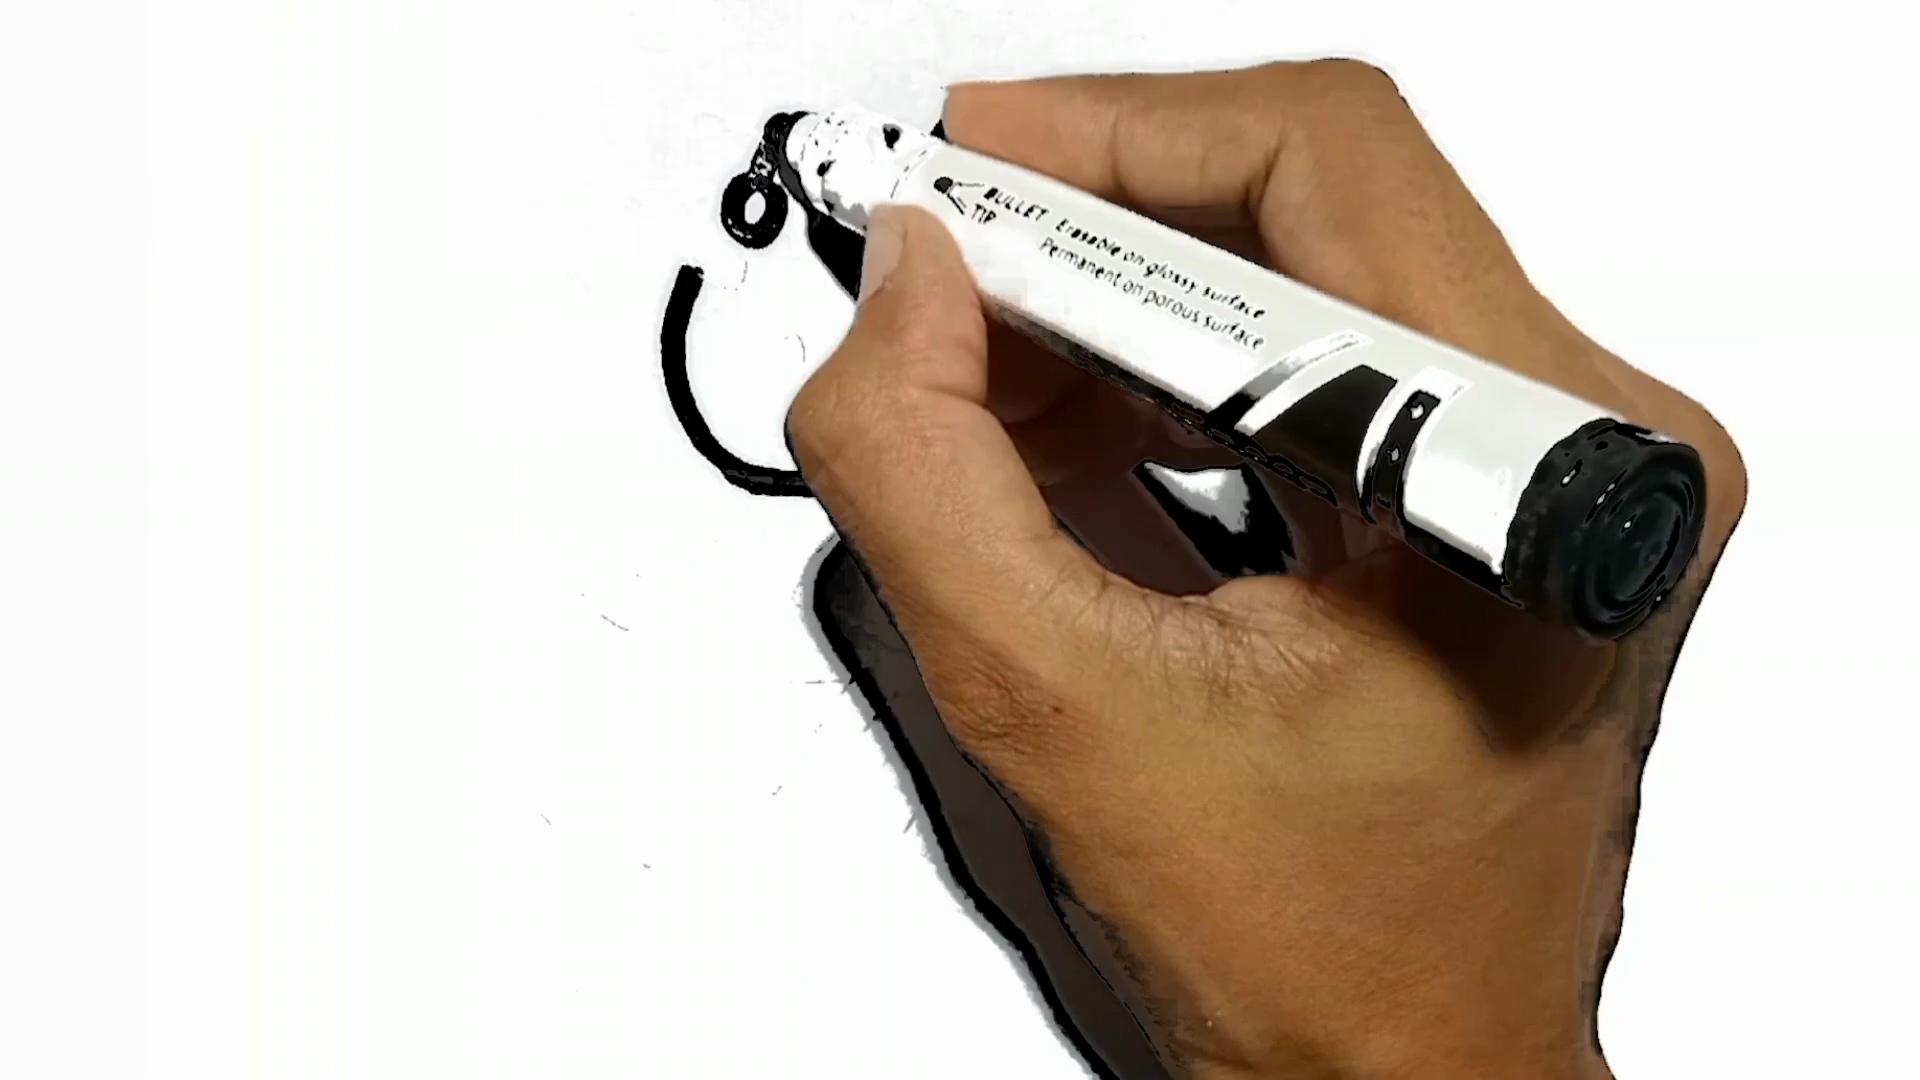 BULLET
TIP
Erasable on glossy surface
Permanent on porous surface